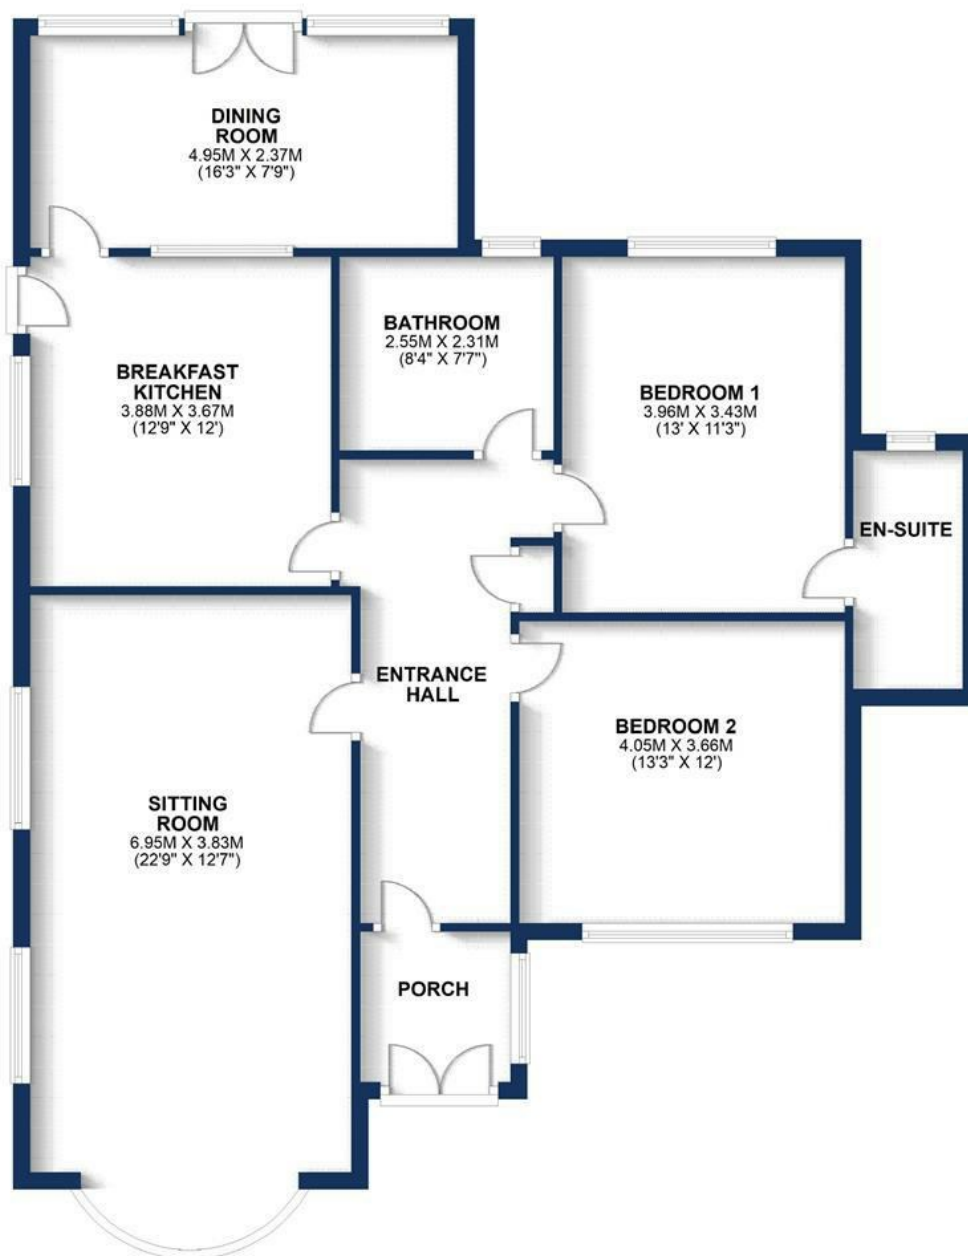 DINING
ROOM
4.95M X 2.37M
(16'3" X 7'9")
BATHROOM
2.55M X 2.31M
(8'4" X 7'7")
BREAKFAST
KITCHEN
3.88M X 3.67M
(12'9" X 12')
BEDROOM 1
3.96M X 3.43M
(13' X 11'3")
EN-SUITE
ENTRANCE
HALL
BEDROOM 2
4.05M X 3.66M
(13'3" X 12')
SITTING
ROOM
6.95M X 3.83M
(22'9" X 12'7")
PORCH